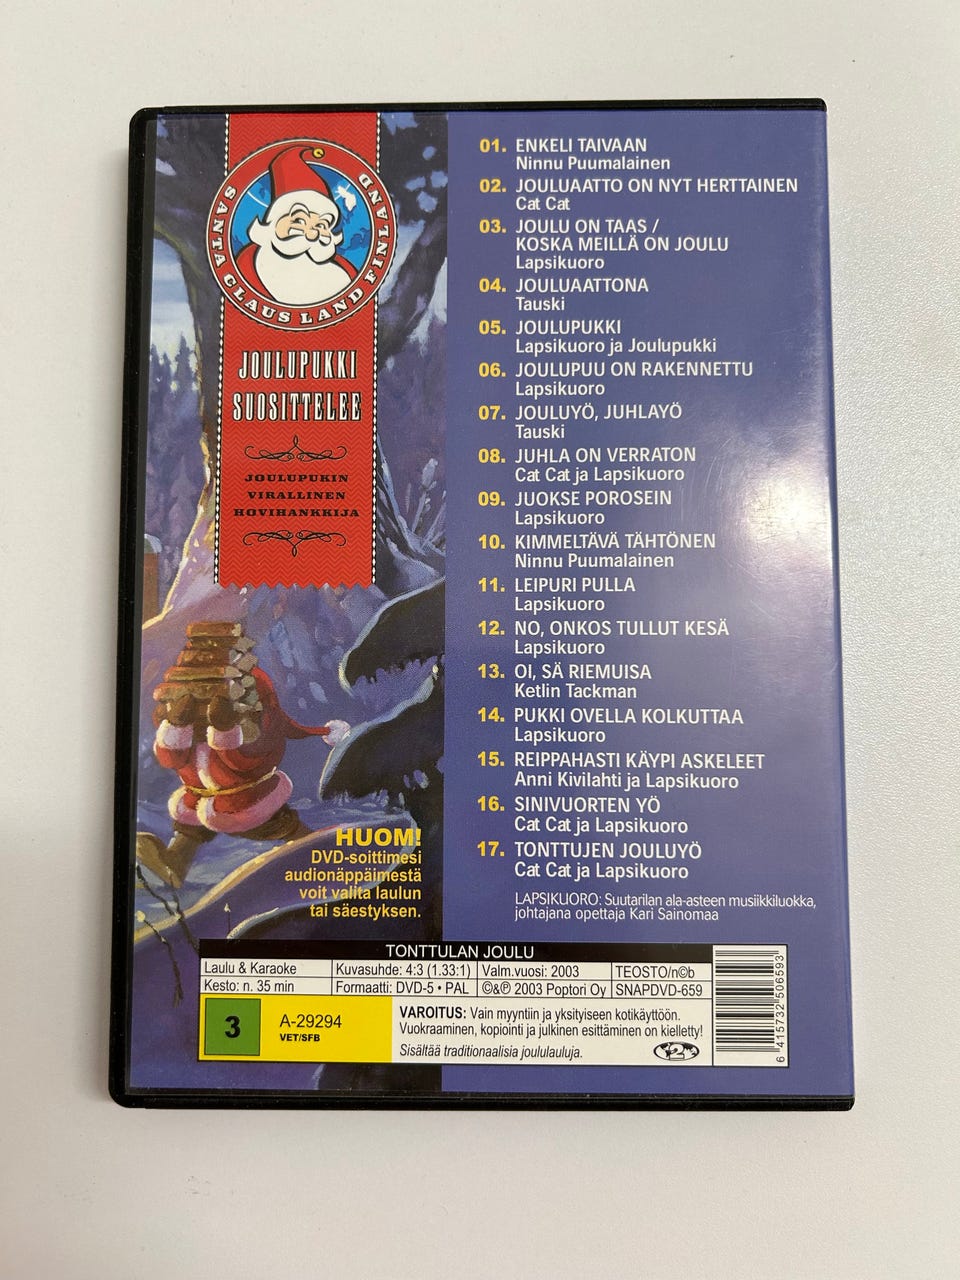 SANTA CLAUS LAND FINLAND
JOULUPUKKI
SUOSITTELEE
JOULUPUKIN
VIRALLINEN
HOVIHANKKIJA
HUOM!
DVD-soittimesi
audionäppäimestä
voit valita laulun
tai säestyksen.
01. ENKELI TAIVAAN
Ninnu Puumalainen
02. JOULUAATTO ON NYT HERTTAINEN
Cat Cat
03. JOULU ON TAAS /
KOSKA MEILLÄ ON JOULU
Lapsikuoro
04. JOULUAATTONA
Tauski
05. JOULUPUKKI
Lapsikuoro ja Joulupukki
06. JOULUPUU ON RAKENNETTU
Lapsikuoro
07. JOULUYÖ, JUHLAYÖ
Tauski
08. JUHLA ON VERRATON
Cat Cat ja Lapsikuoro
09. JUOKSE POROSEIN
Lapsikuoro
10. KIMMELTÄVÄ TÄHTÖNEN
Ninnu Puumalainen
11. LEIPURI PULLA
Lapsikuoro
12. NO, ONKOS TULLUT KESÄ
Lapsikuoro
13. OI, SÄ RIEMUISA
Ketlin Tackman
14. PUKKI OVELLA KOLKUTTAA
Lapsikuoro
15. REIPPAHASTI KÄYPI ASKELEET
Anni Kivilahti ja Lapsikuoro
16. SINIVUORTEN YÖ
Cat Cat ja Lapsikuoro
17. TONTTUJEN JOULUYÖ
Cat Cat ja Lapsikuoro
LAPSIKUORO: Suutarilan ala-asteen musiikkiluokka,
johtajana opettaja Kari Sainomaa
TONTTULAN JOULU
Laulu & Karaoke Kuvasuhde: 4:3 (1.33:1) Valm.vuosi: 2003 TEOSTO/n©b
Kesto: n. 35 min Formaatti: DVD-5 • PAL ©&℗ 2003 Poptori Oy SNAPDVD-659
3 A-29294
VET/SFB
VAROITUS: Vain myyntiin ja yksityiseen kotikäyttöön.
Vuokraaminen, kopiointi ja julkinen esittäminen on kielletty!
Sisältää traditionaalisia joululauluja.
2
6 415732 506593